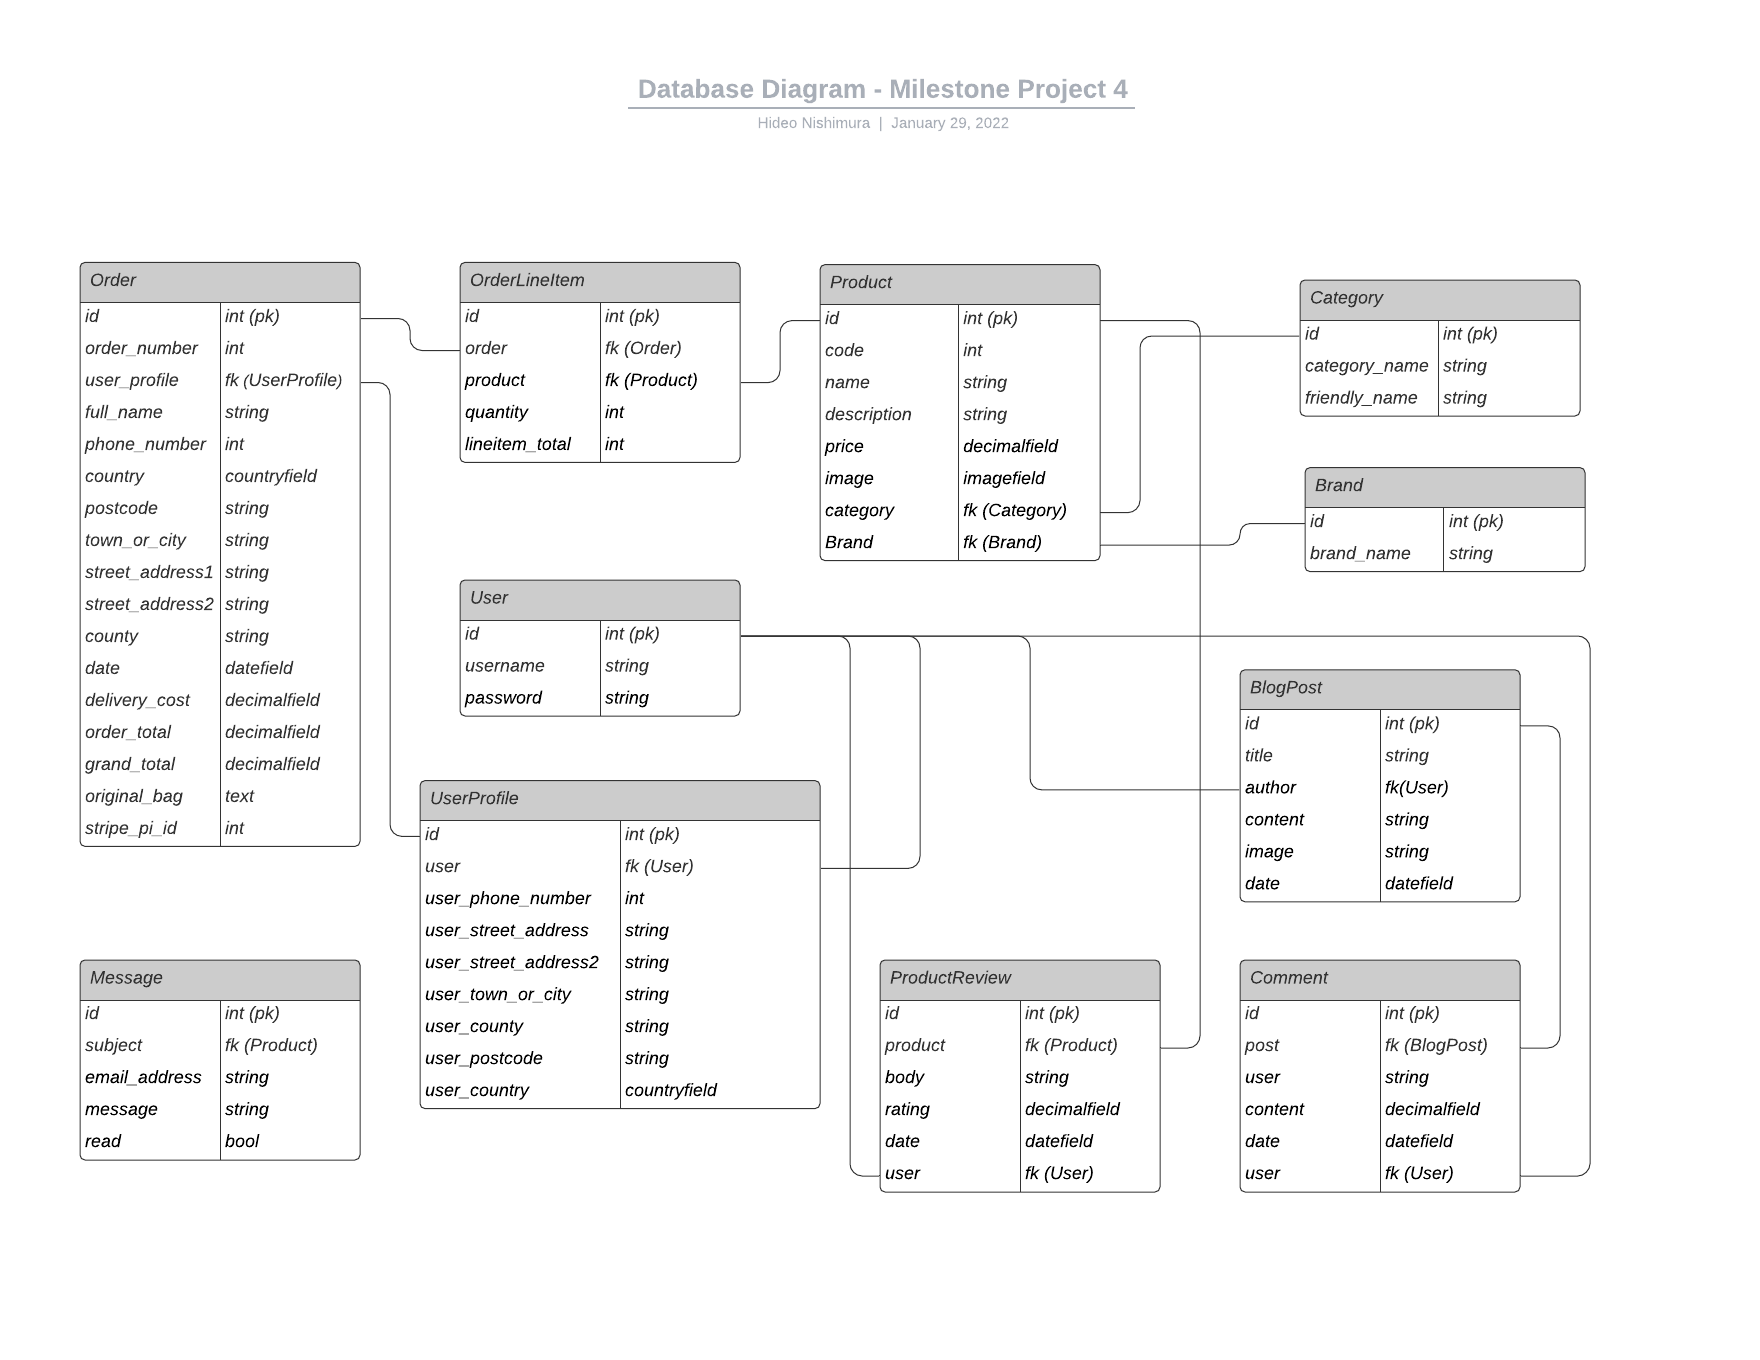 Database Diagram - Milestone Project 4
Hideo Nishimura | January 29, 2022
Order
id int (pk)
order_number int
user_profile fk (UserProfile)
full_name string
phone_number int
country countryfield
postcode string
town_or_city string
street_address1 string
street_address2 string
county string
date datefield
delivery_cost decimalfield
order_total decimalfield
grand_total decimalfield
original_bag text
stripe_pi_id int
OrderLineItem
id int (pk)
order fk (Order)
product fk (Product)
quantity int
lineitem_total int
Product
id int (pk)
code int
name string
description string
price decimalfield
image imagefield
category fk (Category)
Brand fk (Brand)
Category
id int (pk)
category_name string
friendly_name string
Brand
id int (pk)
brand_name string
User
id int (pk)
username string
password string
BlogPost
id int (pk)
title string
author fk(User)
content string
image string
date datefield
UserProfile
id int (pk)
user fk (User)
user_phone_number int
user_street_address string
user_street_address2 string
user_town_or_city string
user_county string
user_postcode string
user_country countryfield
Message
id int (pk)
subject fk (Product)
email_address string
message string
read bool
ProductReview
id int (pk)
product fk (Product)
body string
rating decimalfield
date datefield
user fk (User)
Comment
id int (pk)
post fk (BlogPost)
user string
content decimalfield
date datefield
user fk (User)